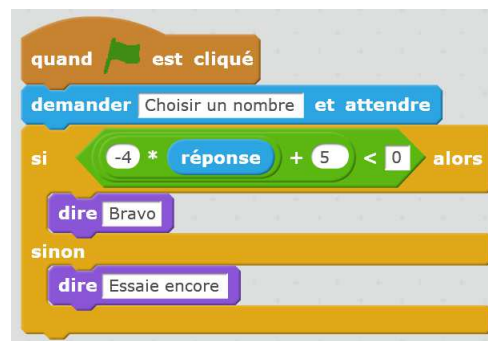 quand est cliqué
demander Choisir un nombre et attendre
si -4 * réponse + 5 < 0 alors
dire Bravo
sinon
dire Essaie encore